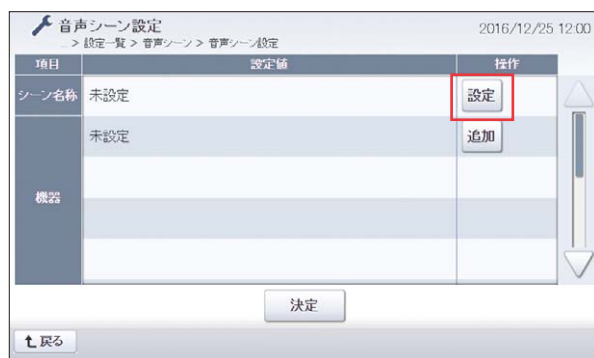 音声シーン設定 2016/12/25 12:00
...> 設定一覧 > 音声シーン > 音声シーン設定
項目 設定値 操作
シーン名称 未設定 設定
未設定 追加
機器
決定
戻る